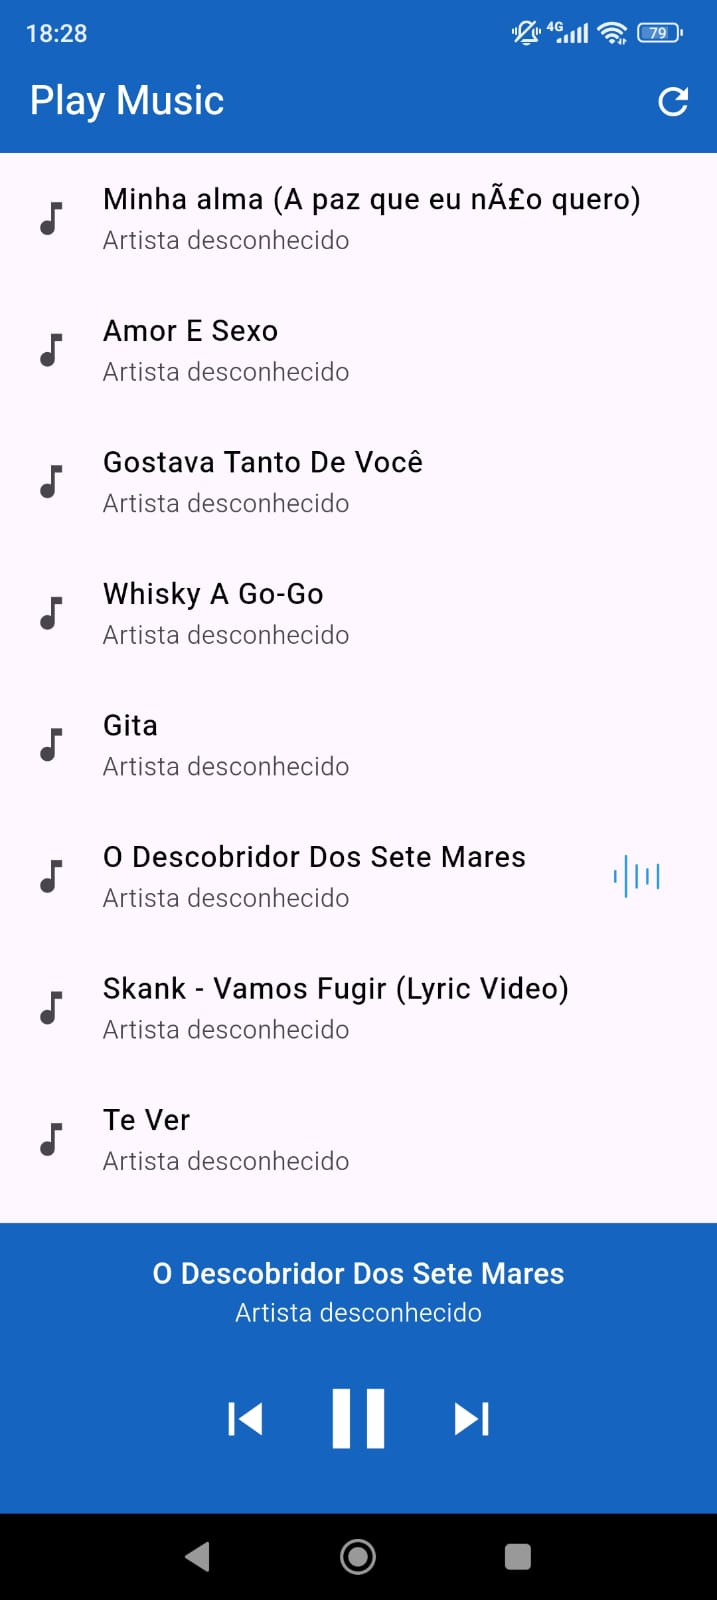 18:28
4G
79
Play Music
Minha alma (A paz que eu nÃ£o quero)
Artista desconhecido
Amor E Sexo
Artista desconhecido
Gostava Tanto De Você
Artista desconhecido
Whisky A Go-Go
Artista desconhecido
Gita
Artista desconhecido
O Descobridor Dos Sete Mares
Artista desconhecido
Skank - Vamos Fugir (Lyric Video)
Artista desconhecido
Te Ver
Artista desconhecido
O Descobridor Dos Sete Mares
Artista desconhecido